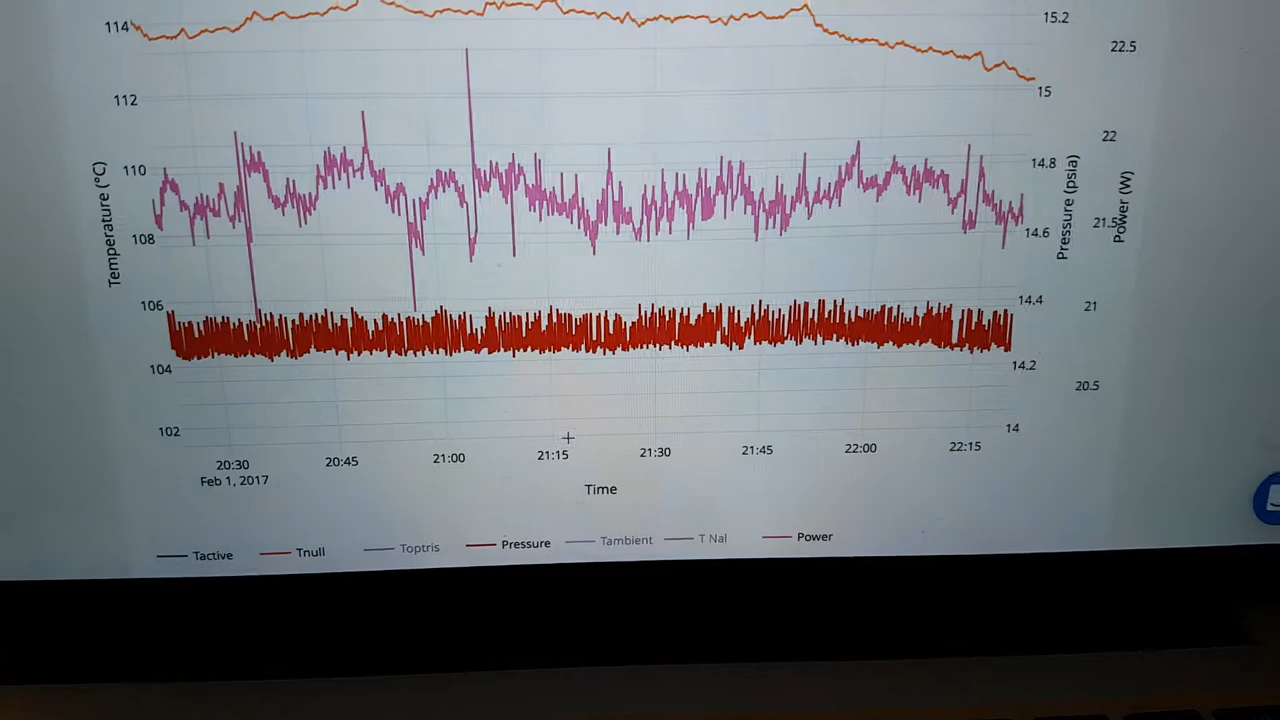 114
112
110
108
106
104
102
Temperature (°C)
15.2
15
14.8
14.6
14.4
14.2
14
Pressure (psia)
22.5
22
21.5
21
20.5
Power (W)
20:30
20:45
21:00
21:15
21:30
21:45
22:00
22:15
Feb 1, 2017
Time
Tactive
Tnull
Toptris
Pressure
Tambient
T Nal
Power